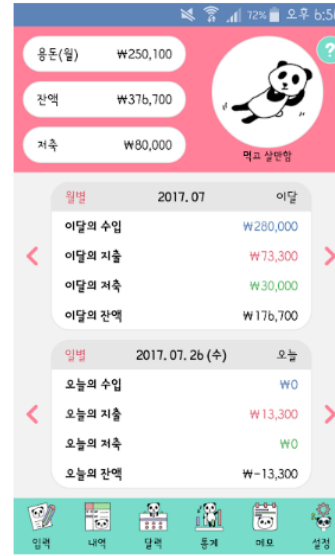 72% 오후 6:56
용돈(월) ₩250,100
?
잔액 ₩376,700
저축 ₩80,000
먹고 살만함
월별 2017.07 이달
이달의 수입 ₩280,000
이달의 지출 ₩73,300
이달의 저축 ₩30,000
이달의 잔액 ₩176,700
일별 2017.07.26(수) 오늘
오늘의 수입 ₩0
오늘의 지출 ₩13,300
오늘의 저축 ₩0
오늘의 잔액 ₩-13,300
입력 내역 달력 통계 메모 설정